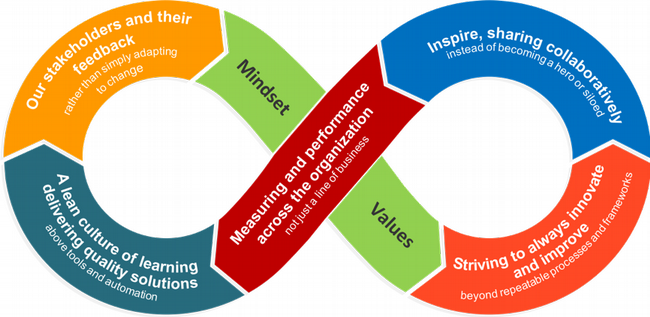 Our stakeholders and their
feedback
rather than simply adapting
to change
Mindset
Measuring and performance
across the organization
not just a line of business
Inspire, sharing collaboratively
instead of becoming a hero or siloed
A lean culture of learning
delivering quality solutions
above tools and automation
Values
Striving to always innovate
and improve
beyond repeatable processes and frameworks